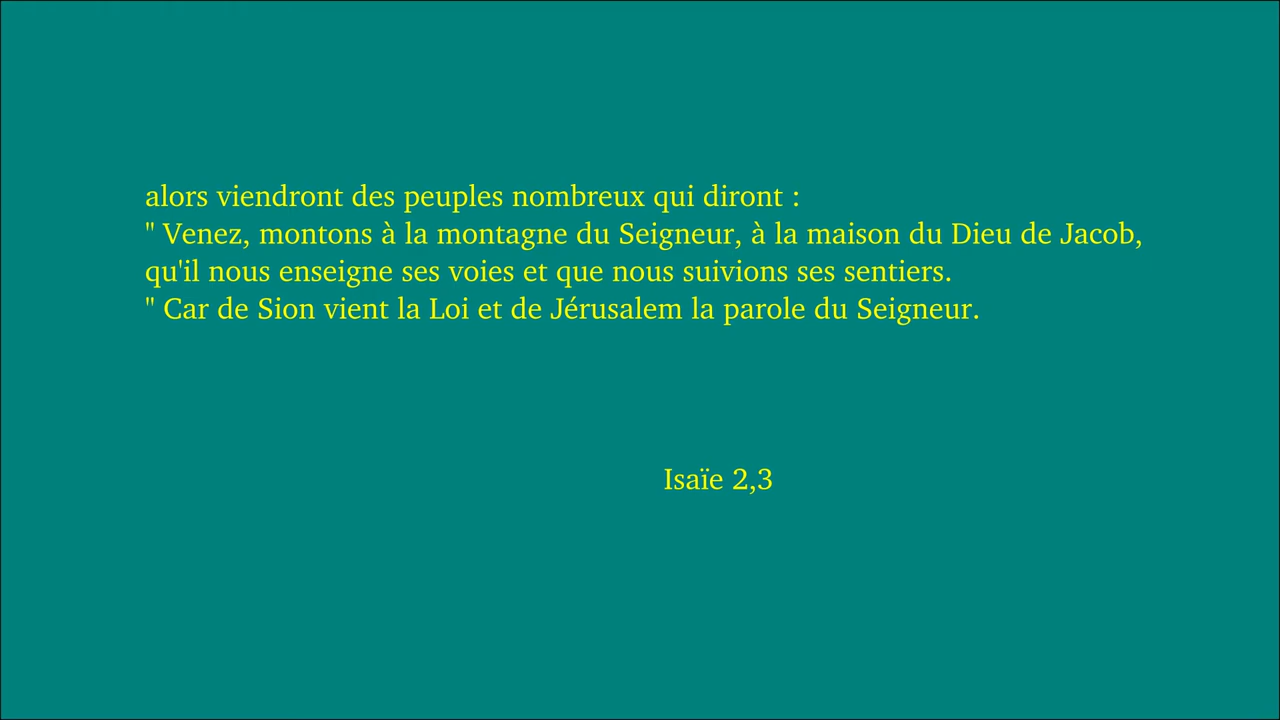 alors viendront des peuples nombreux qui diront :
" Venez, montons à la montagne du Seigneur, à la maison du Dieu de Jacob,
qu'il nous enseigne ses voies et que nous suivions ses sentiers.
" Car de Sion vient la Loi et de Jérusalem la parole du Seigneur.
Isaïe 2,3